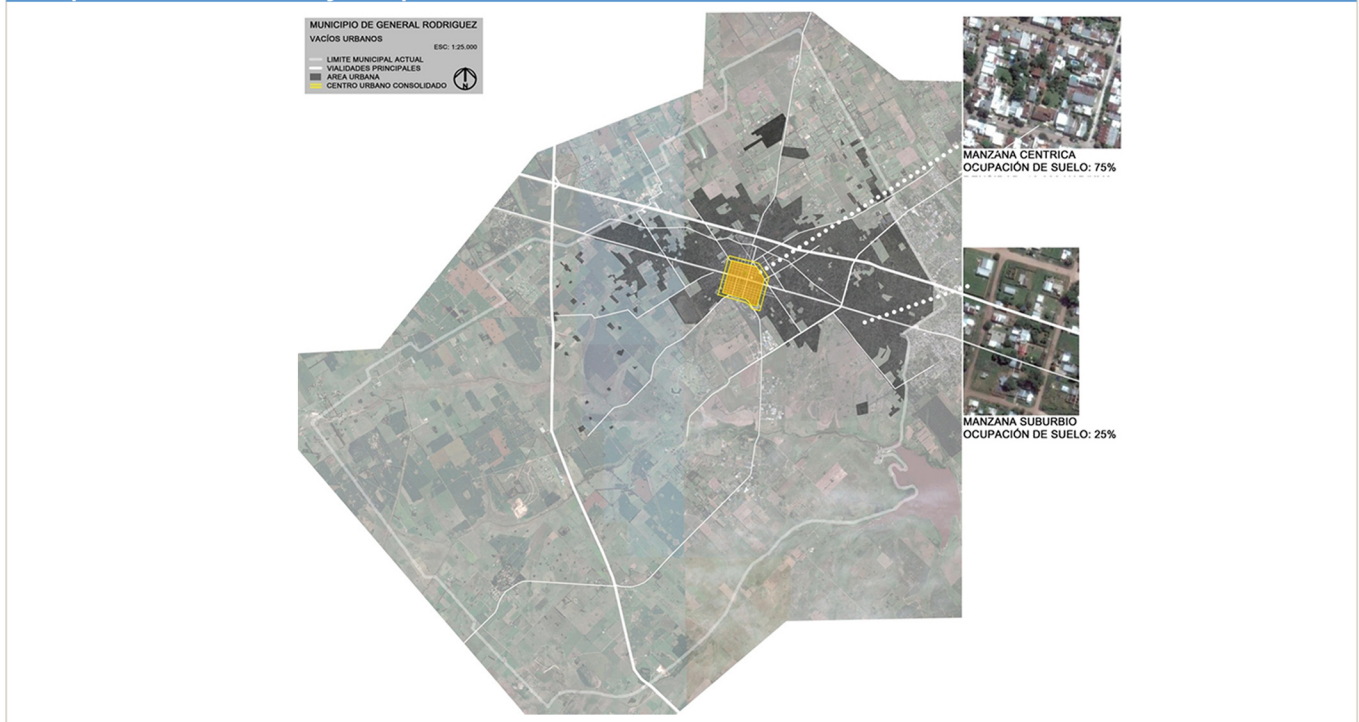 MUNICIPIO DE GENERAL RODRIGUEZ
VACÍOS URBANOS
ESC: 1:25.000
LIMITE MUNICIPAL ACTUAL
VIALIDADES PRINCIPALES
AREA URBANA
CENTRO URBANO CONSOLIDADO
N
MANZANA CENTRICA
OCUPACIÓN DE SUELO: 75%
MANZANA SUBURBIO
OCUPACIÓN DE SUELO: 25%